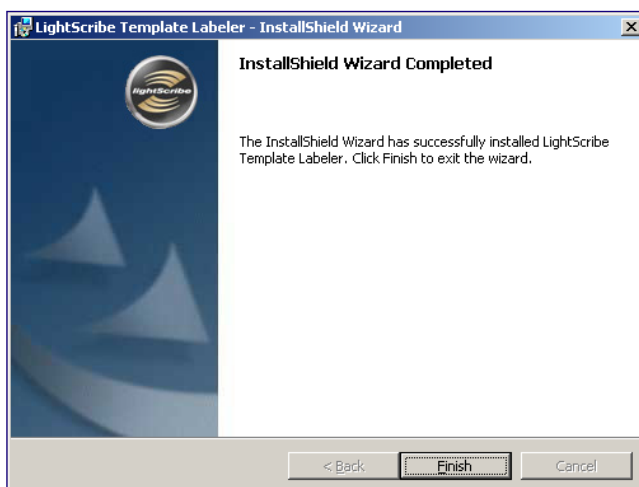 LightScribe Template Labeler - InstallShield Wizard
lightScribe
InstallShield Wizard Completed
The InstallShield Wizard has successfully installed LightScribe
Template Labeler. Click Finish to exit the wizard.
< Back
Finish
Cancel